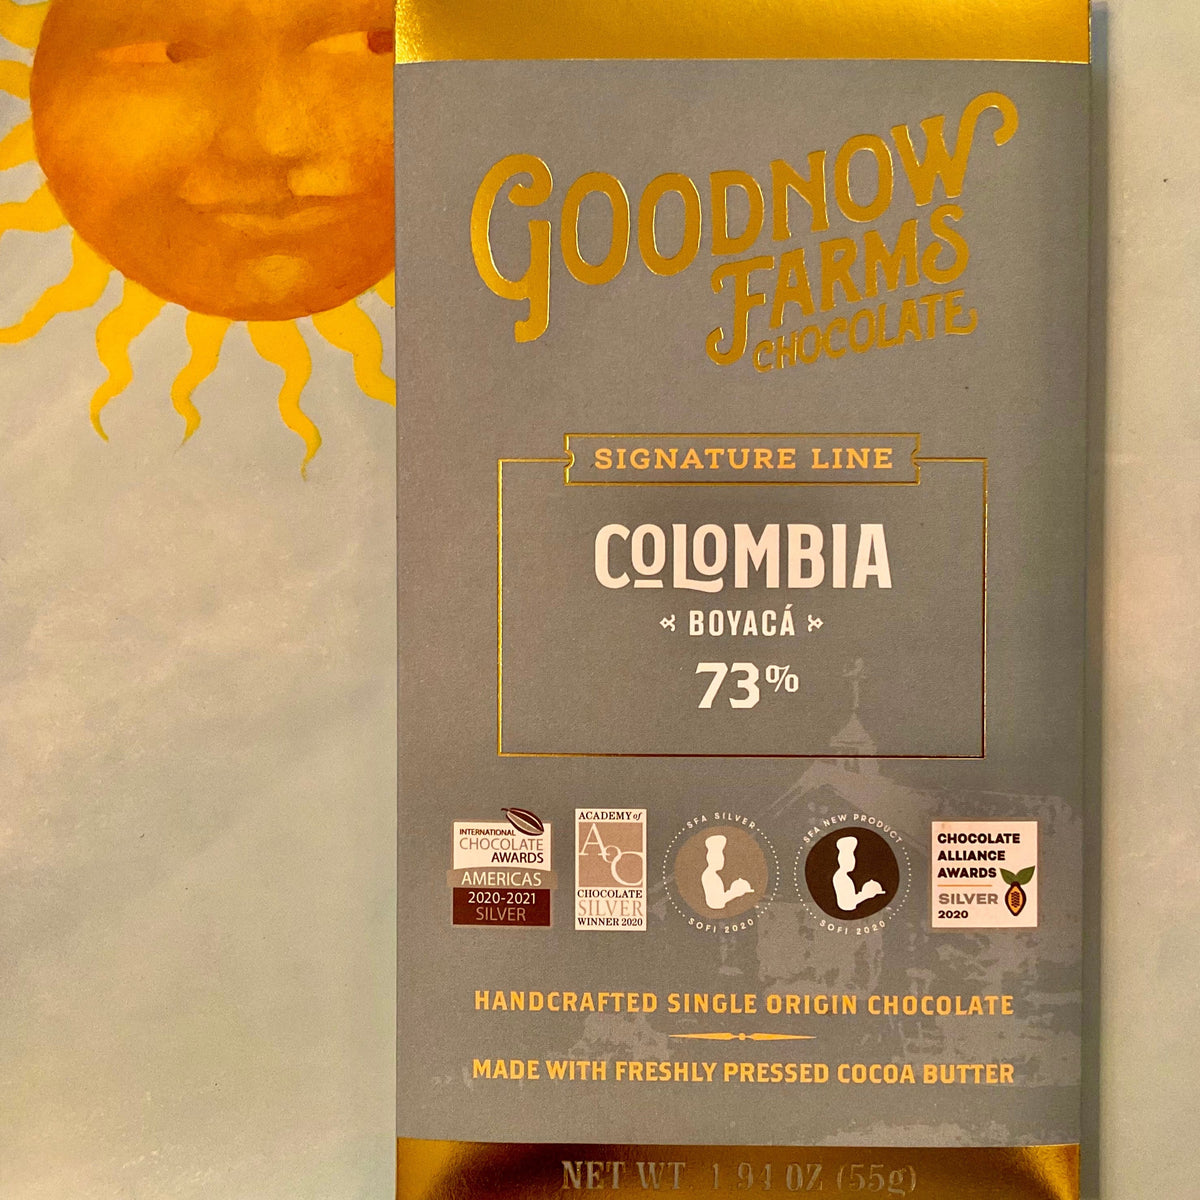 GOODNOW
FARMS
CHOCOLATE
SIGNATURE LINE
COLOMBIA
BOYACÁ
73%
INTERNATIONAL
CHOCOLATE
AWARDS
AMERICAS
2020-2021
SILVER
ACADEMY of
AoC
CHOCOLATE
SILVER
WINNER 2020
SFA SILVER
SOFI 2020
SFA NEW PRODUCT
SOFI 2020
CHOCOLATE
ALLIANCE
AWARDS
SILVER
2020
HANDCRAFTED SINGLE ORIGIN CHOCOLATE
MADE WITH FRESHLY PRESSED COCOA BUTTER
NET WT. 1.94 OZ (55g)